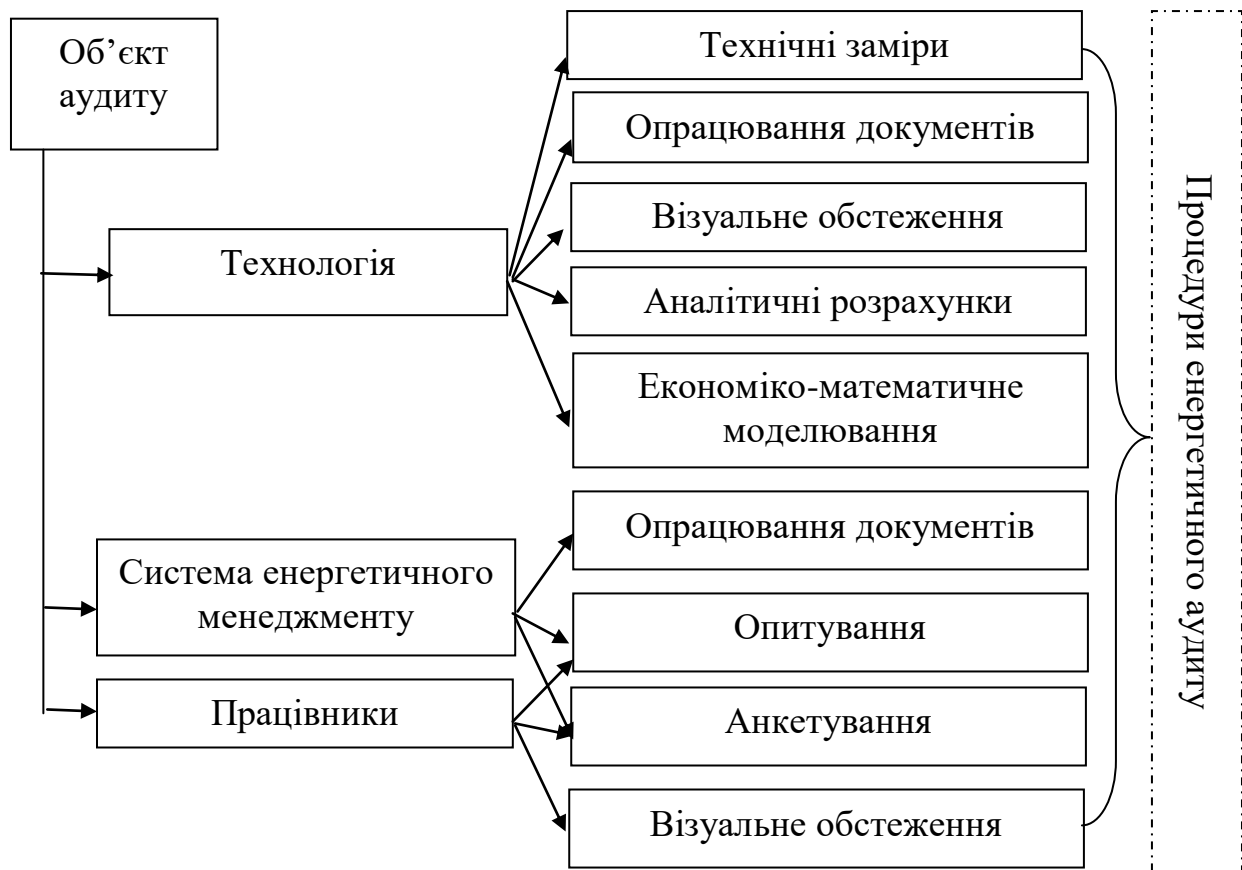 Об’єкт
аудиту
Технологія
Система енергетичного
менеджменту
Працівники
Технічні заміри
Опрацювання документів
Візуальне обстеження
Аналітичні розрахунки
Економіко-математичне
моделювання
Опрацювання документів
Опитування
Анкетування
Візуальне обстеження
Процедури енергетичного аудиту